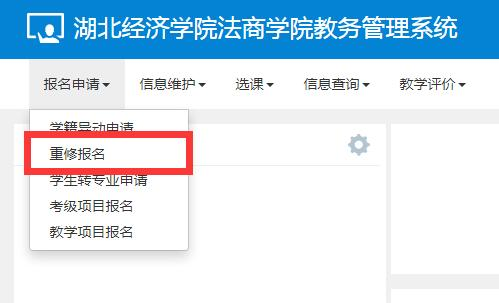 湖北经济学院法商学院教务管理系统
报名申请 信息维护 选课 信息查询 教学评价
学籍异动申请
重修报名
学生转专业申请
考级项目报名
教学项目报名